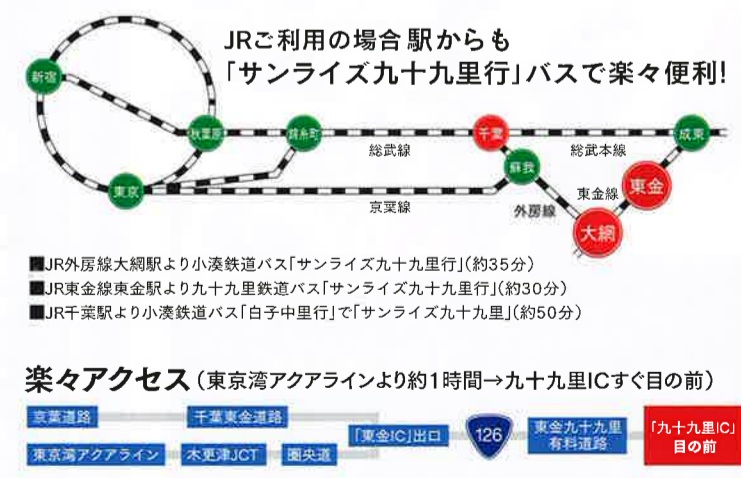 JRご利用の場合 駅からも
「サンライズ九十九里行」バスで楽々便利!
新宿
秋葉原
錦糸町
千葉
成東
総武線
総武本線
蘇我
東京
京葉線
外房線
東金線
東金
大網
■JR外房線大網駅より小湊鉄道バス「サンライズ九十九里行」(約35分)
■JR東金線東金駅より九十九里鉄道バス「サンライズ九十九里行」(約30分)
■JR千葉駅より小湊鉄道バス「白子中里行」で「サンライズ九十九里」(約50分)
楽々アクセス(東京湾アクアラインより約1時間→九十九里ICすぐ目の前)
京葉道路
千葉東金道路
東京湾アクアライン
木更津JCT
圏央道
「東金IC」出口
126
東金九十九里
有料道路
「九十九里IC」
目の前